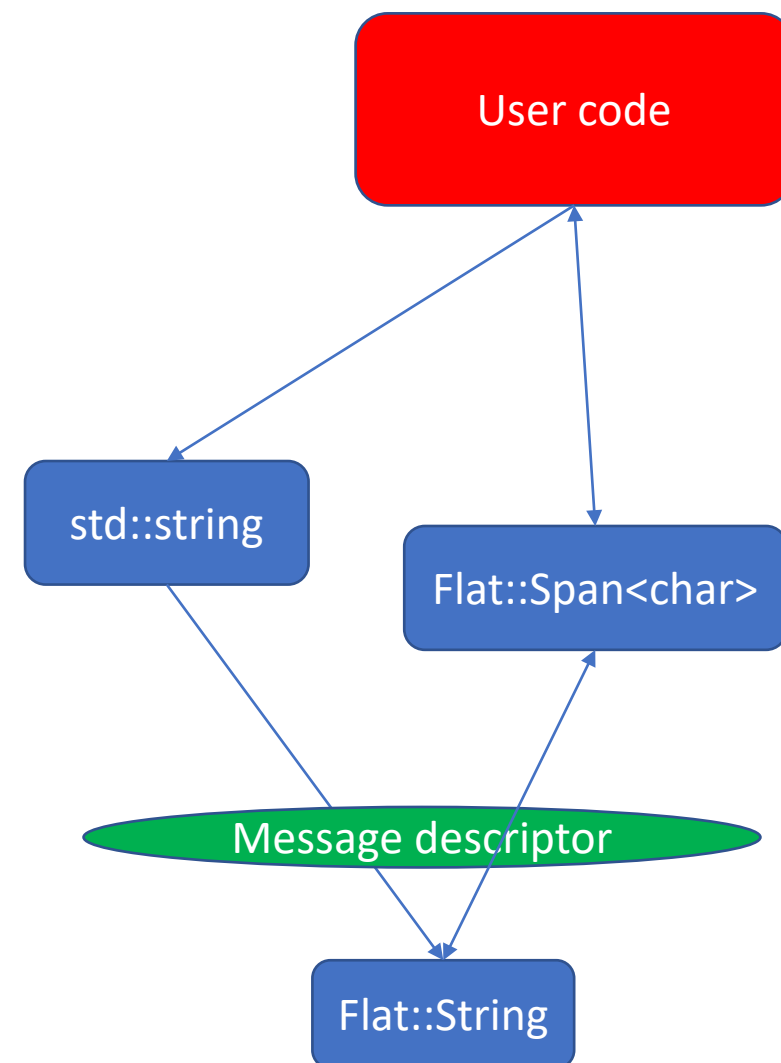 User code
std::string
Flat::Span<char>
Message descriptor
Flat::String